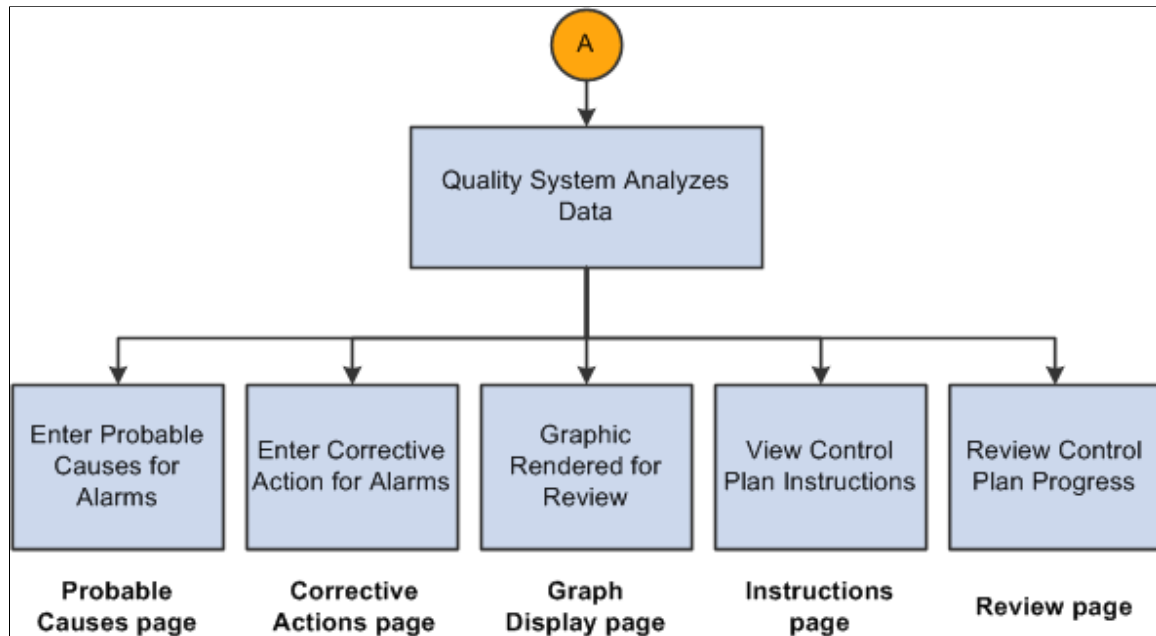 A
Quality System Analyzes
Data
Enter Probable
Causes for
Alarms
Enter Corrective
Action for Alarms
Graphic
Rendered for
Review
View Control
Plan Instructions
Review Control
Plan Progress
Probable
Causes page
Corrective
Actions page
Graph
Display page
Instructions
page
Review page